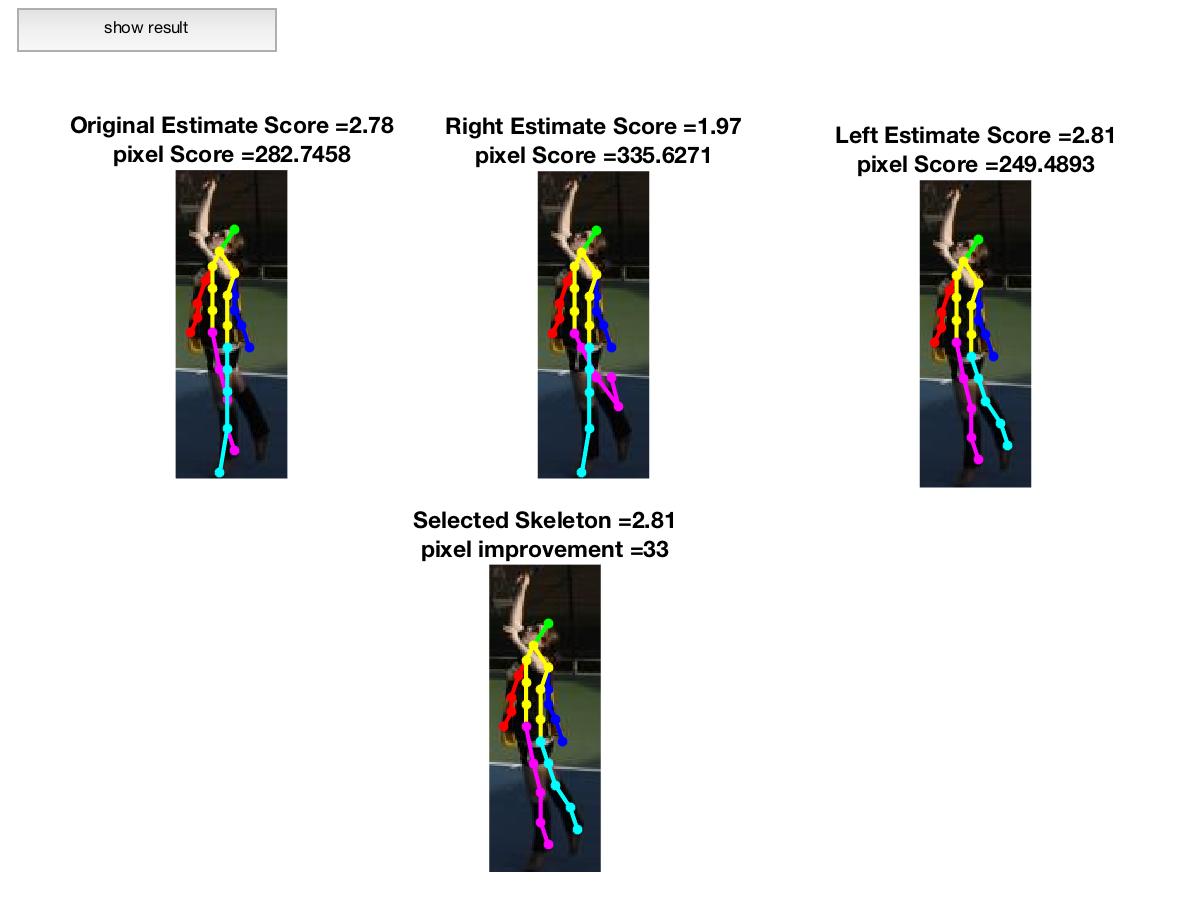 show result
Original Estimate Score =2.78
pixel Score =282.7458
Right Estimate Score =1.97
pixel Score =335.6271
Left Estimate Score =2.81
pixel Score =249.4893
Selected Skeleton =2.81
pixel improvement =33